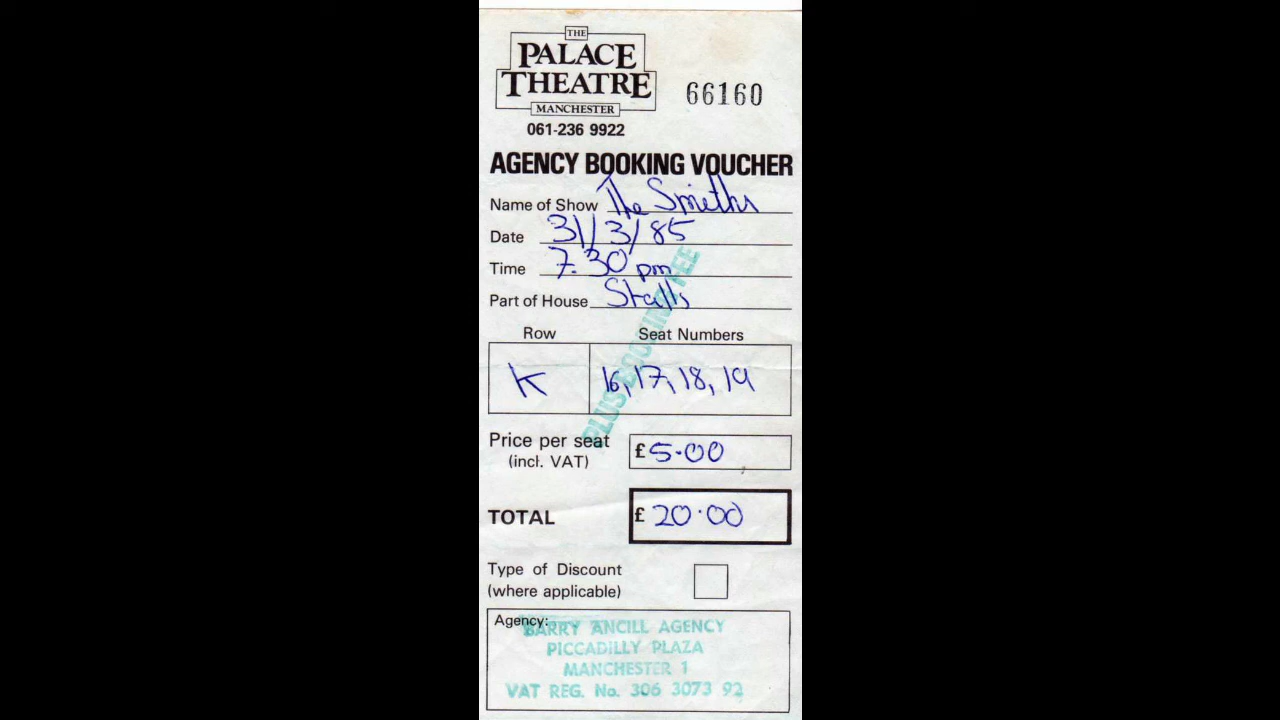 THE
PALACE
THEATRE
MANCHESTER
061-236 9922
66160
AGENCY BOOKING VOUCHER
Name of Show The Smiths
Date 31/3/85
Time 7.30 pm
Part of House Stalls
PLUS BOOKING FEE
Row Seat Numbers
K 16, 17, 18, 19
Price per seat £5.00
(incl. VAT)
TOTAL £ 20.00
Type of Discount
(where applicable)
Agency:
BARRY ANCILL AGENCY
PICCADILLY PLAZA
MANCHESTER 1
VAT REG. No. 306 3073 92